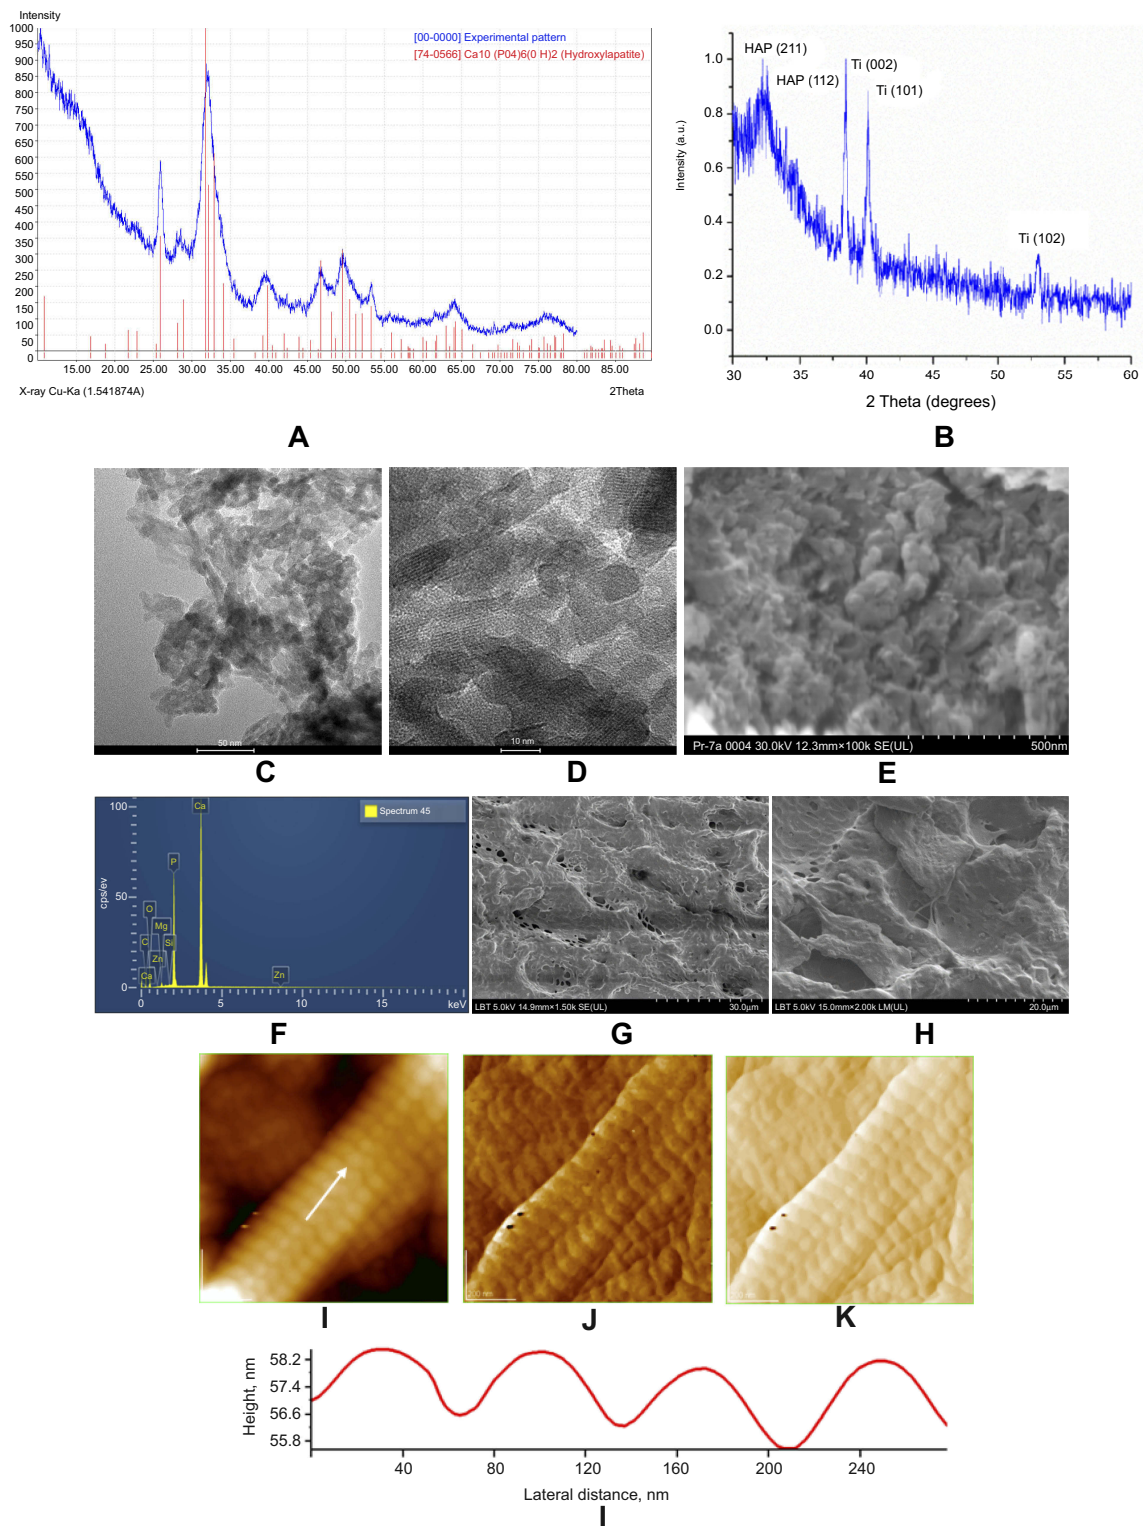 Intensity
[00-0000] Experimental pattern
[74-0566] Ca10 (P04)6(0 H)2 (Hydroxylapatite)
1000
950
900
850
800
750
700
650
600
550
500
450
400
350
300
250
200
150
100
50
0
15.00 20.00 25.00 30.00 35.00 40.00 45.00 50.00 55.00 60.00 65.00 70.00 75.00 80.00 85.00
X-ray Cu-Ka (1.541874A)
2Theta
A
HAP (211)
HAP (112)
Ti (002)
Ti (101)
Ti (102)
Intensity (a.u.)
1.0
0.8
0.6
0.4
0.2
0.0
30 35 40 45 50 55 60
2 Theta (degrees)
B
50 nm
C
10 nm
D
Pr-7a 0004 30.0kV 12.3mm×100k SE(UL) 500nm
E
Spectrum 45
cps/ev
100
50
0
Ca
P
O
Mg
C
Si
Zn
Ca
Zn
0 5 10 15 keV
F
LBT 5.0kV 14.9mm×1.50k SE(UL) 30.0µm
G
LBT 5.0kV 15.0mm×2.00k LM(UL) 20.0µm
H
I
200 nm
J
K
Height, nm
58.2
57.4
56.6
55.8
40 80 120 160 200 240
Lateral distance, nm
I